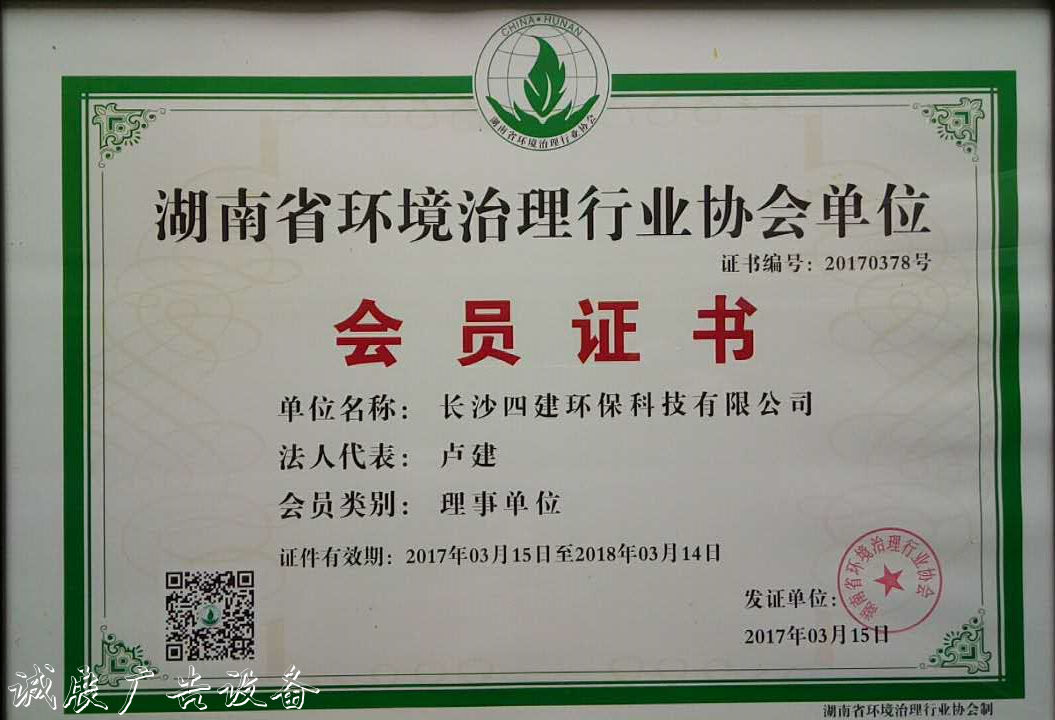 CHINA★HUNAN
湖南省环境治理行业协会
湖南省环境治理行业协会单位
证书编号：20170378号
会员证书
单位名称：长沙四建环保科技有限公司
法人代表：卢建
会员类别：理事单位
证件有效期：2017年03月15日至2018年03月14日
湖南省环境治理行业协会
发证单位：
2017年03月15日
诚展广告设备
湖南省环境治理行业协会制